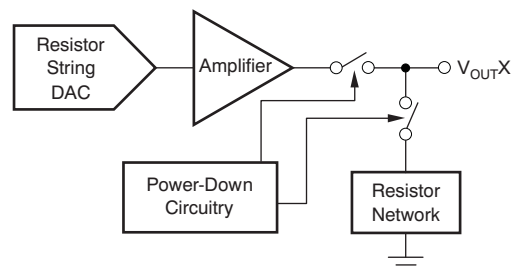 Resistor
String
DAC
Amplifier
VOUTX
Power-Down
Circuitry
Resistor
Network